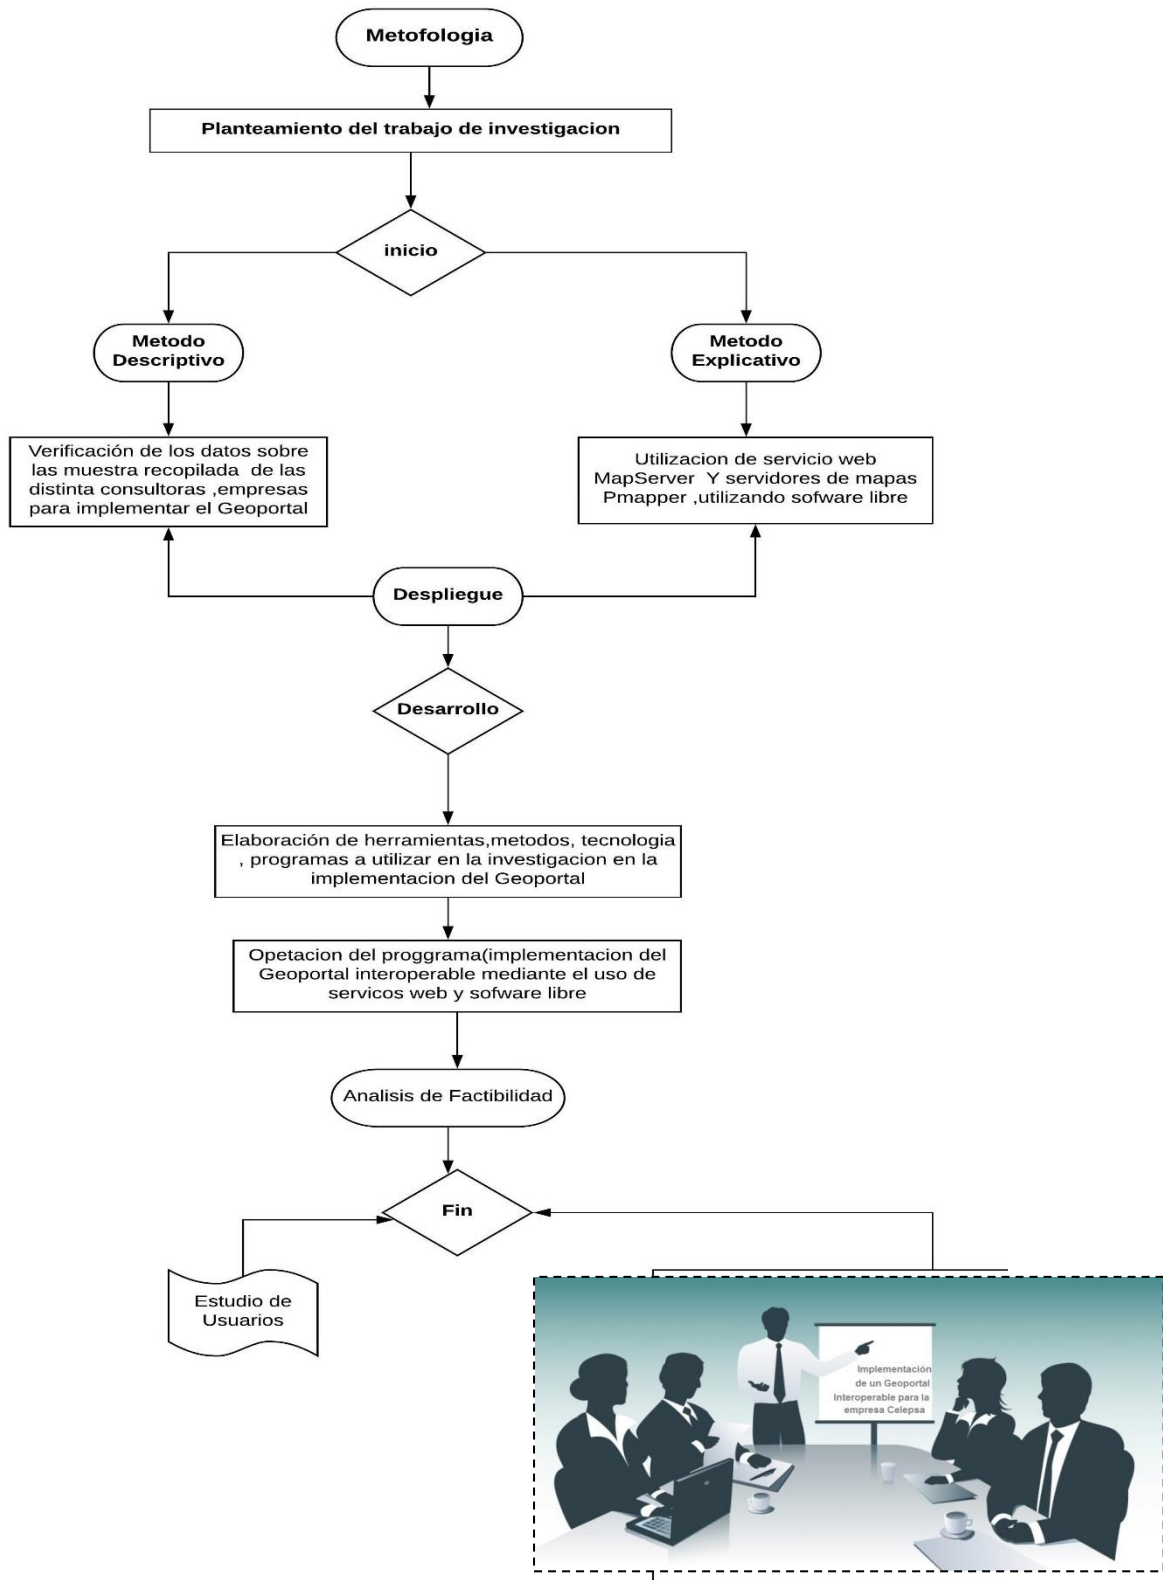 Metofologia
Planteamiento del trabajo de investigacion
inicio
Metodo
Descriptivo
Metodo
Explicativo
Verificación de los datos sobre
las muestra recopilada de las
distinta consultoras ,empresas
para implementar el Geoportal
Utilizacion de servicio web
MapServer Y servidores de mapas
Pmapper ,utilizando sofware libre
Despliegue
Desarrollo
Elaboración de herramientas,metodos, tecnologia
, programas a utilizar en la investigacion en la
implementacion del Geoportal
Opetacion del proggrama(implementacion del
Geoportal interoperable mediante el uso de
servicos web y sofware libre
Analisis de Factibilidad
Fin
Estudio de
Usuarios
Implementación
de un Geoportal
Interoperable para la
empresa Celepsa